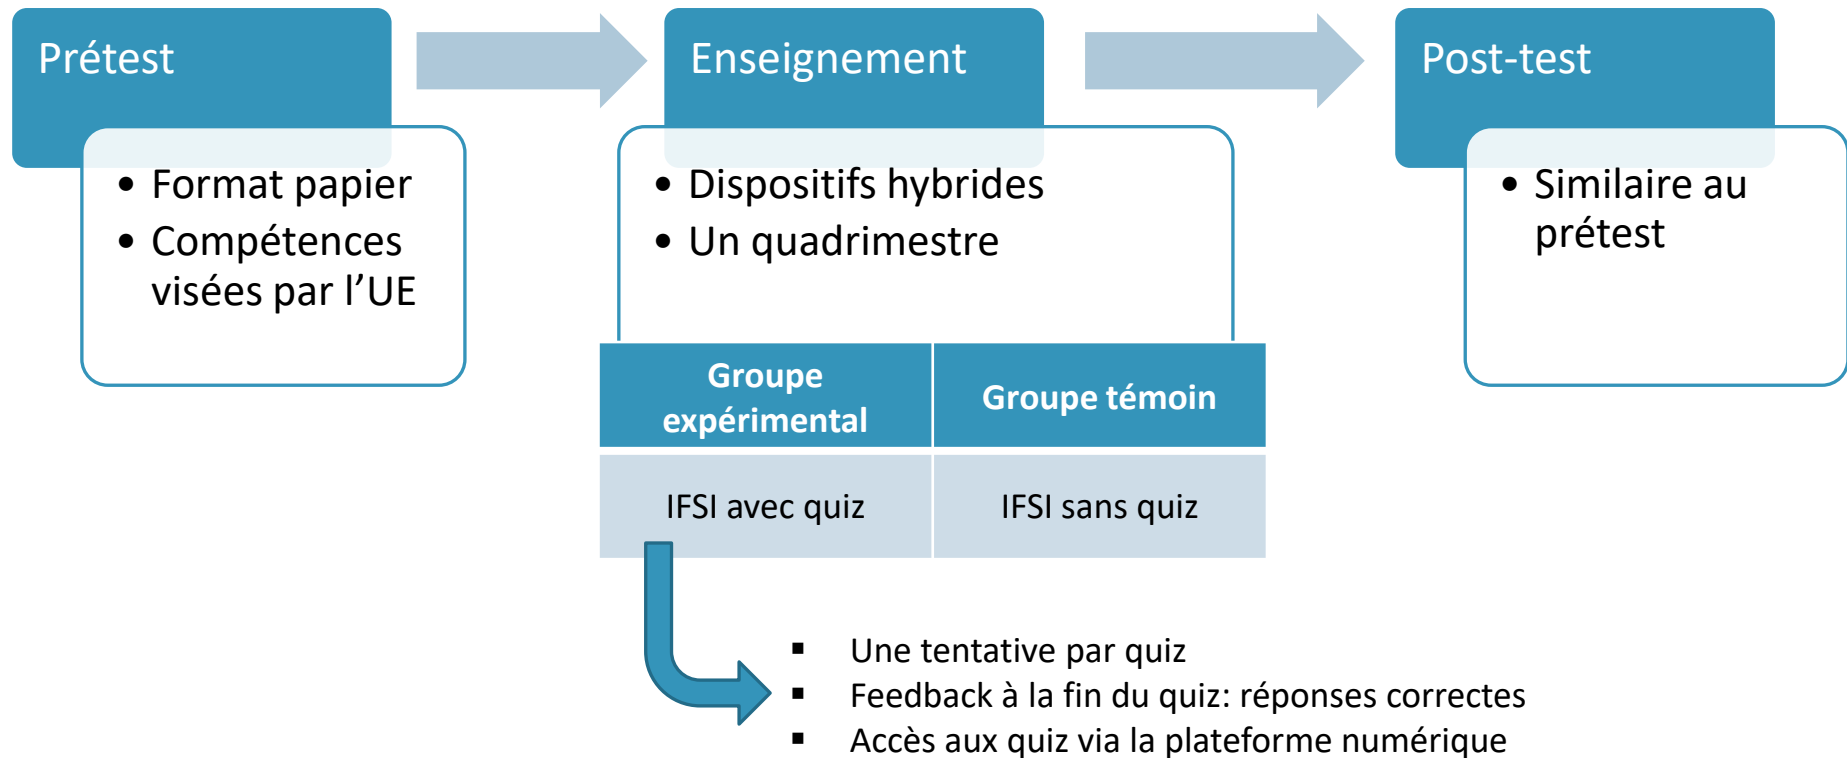 Prétest
• Format papier
• Compétences
visées par l’UE
Enseignement
• Dispositifs hybrides
• Un quadrimestre
Groupe
expérimental
Groupe témoin
IFSI avec quiz
IFSI sans quiz
▪ Une tentative par quiz
▪ Feedback à la fin du quiz: réponses correctes
▪ Accès aux quiz via la plateforme numérique
Post-test
• Similaire au
prétest